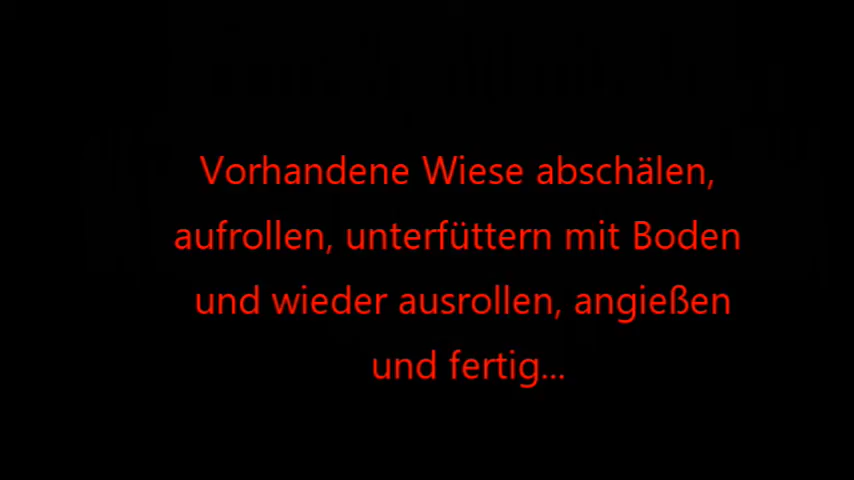 Vorhandene Wiese abschälen,
aufrollen, unterfüttern mit Boden
und wieder ausrollen, angießen
und fertig...